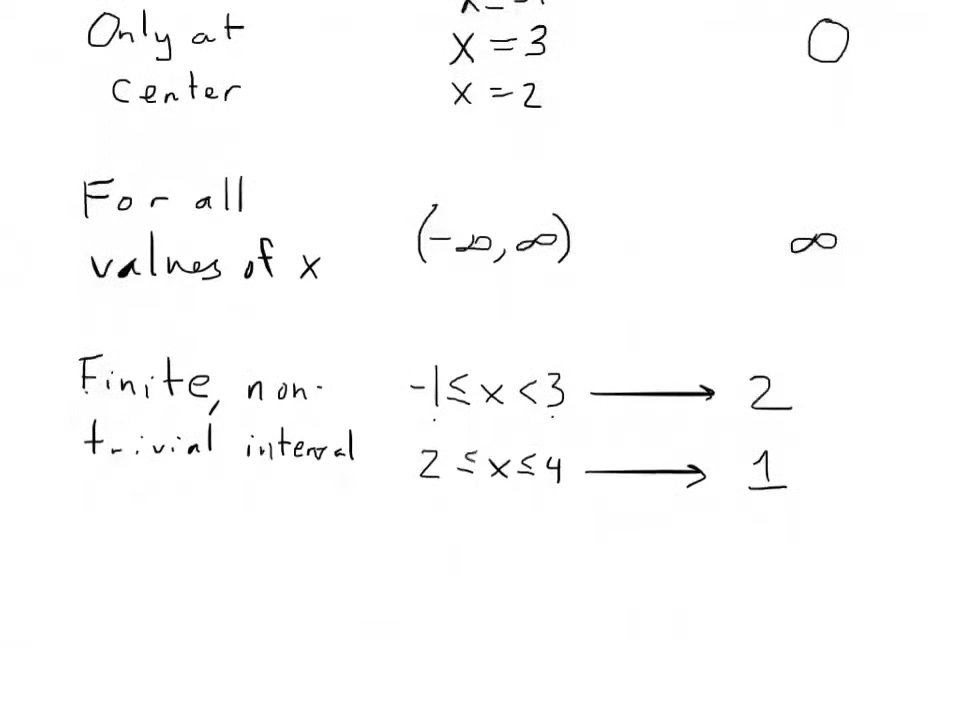 Only at x = 3 0
center x = 2
For all
values of x (-∞, ∞) ∞
Finite, non- -1 ≤ x < 3 → 2
trivial interval 2 ≤ x ≤ 4 → 1